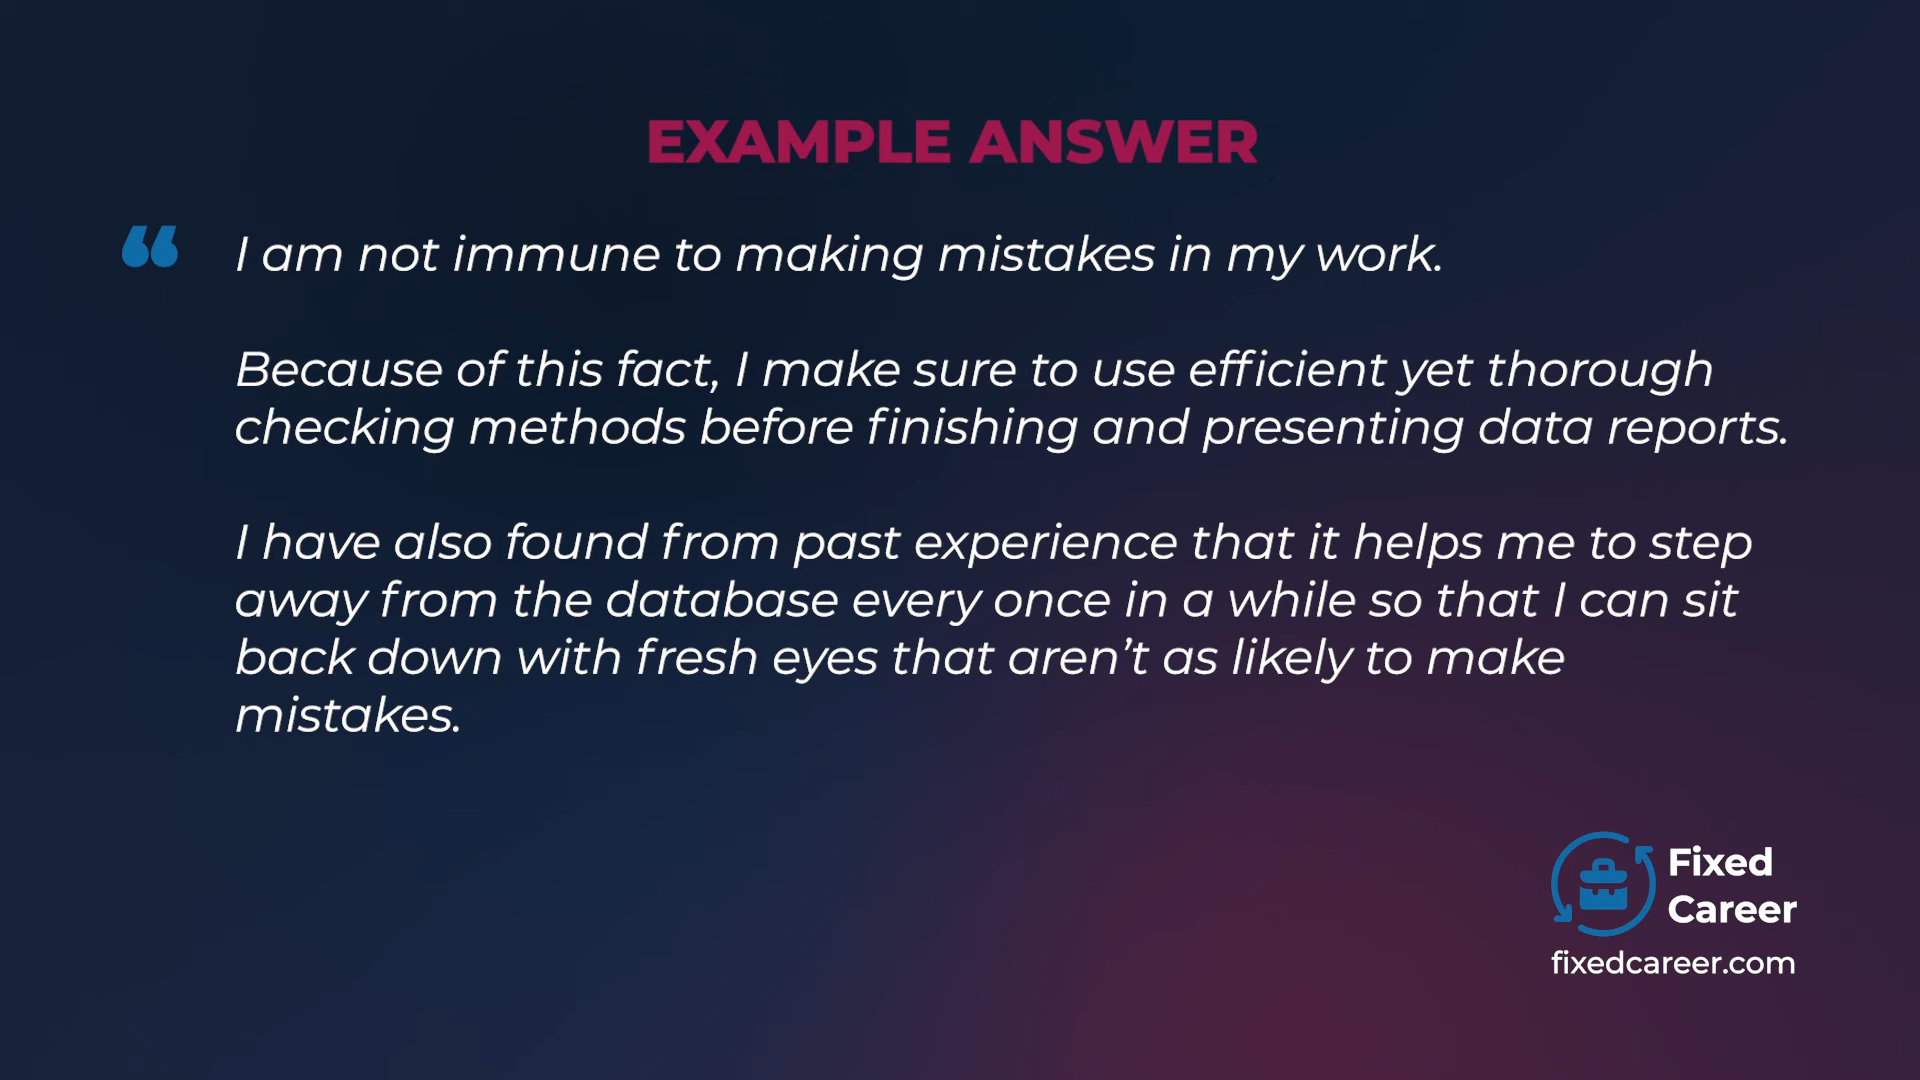 EXAMPLE ANSWER
“ I am not immune to making mistakes in my work.
Because of this fact, I make sure to use efficient yet thorough
checking methods before finishing and presenting data reports.
I have also found from past experience that it helps me to step
away from the database every once in a while so that I can sit
back down with fresh eyes that aren’t as likely to make
mistakes.
Fixed
Career
fixedcareer.com